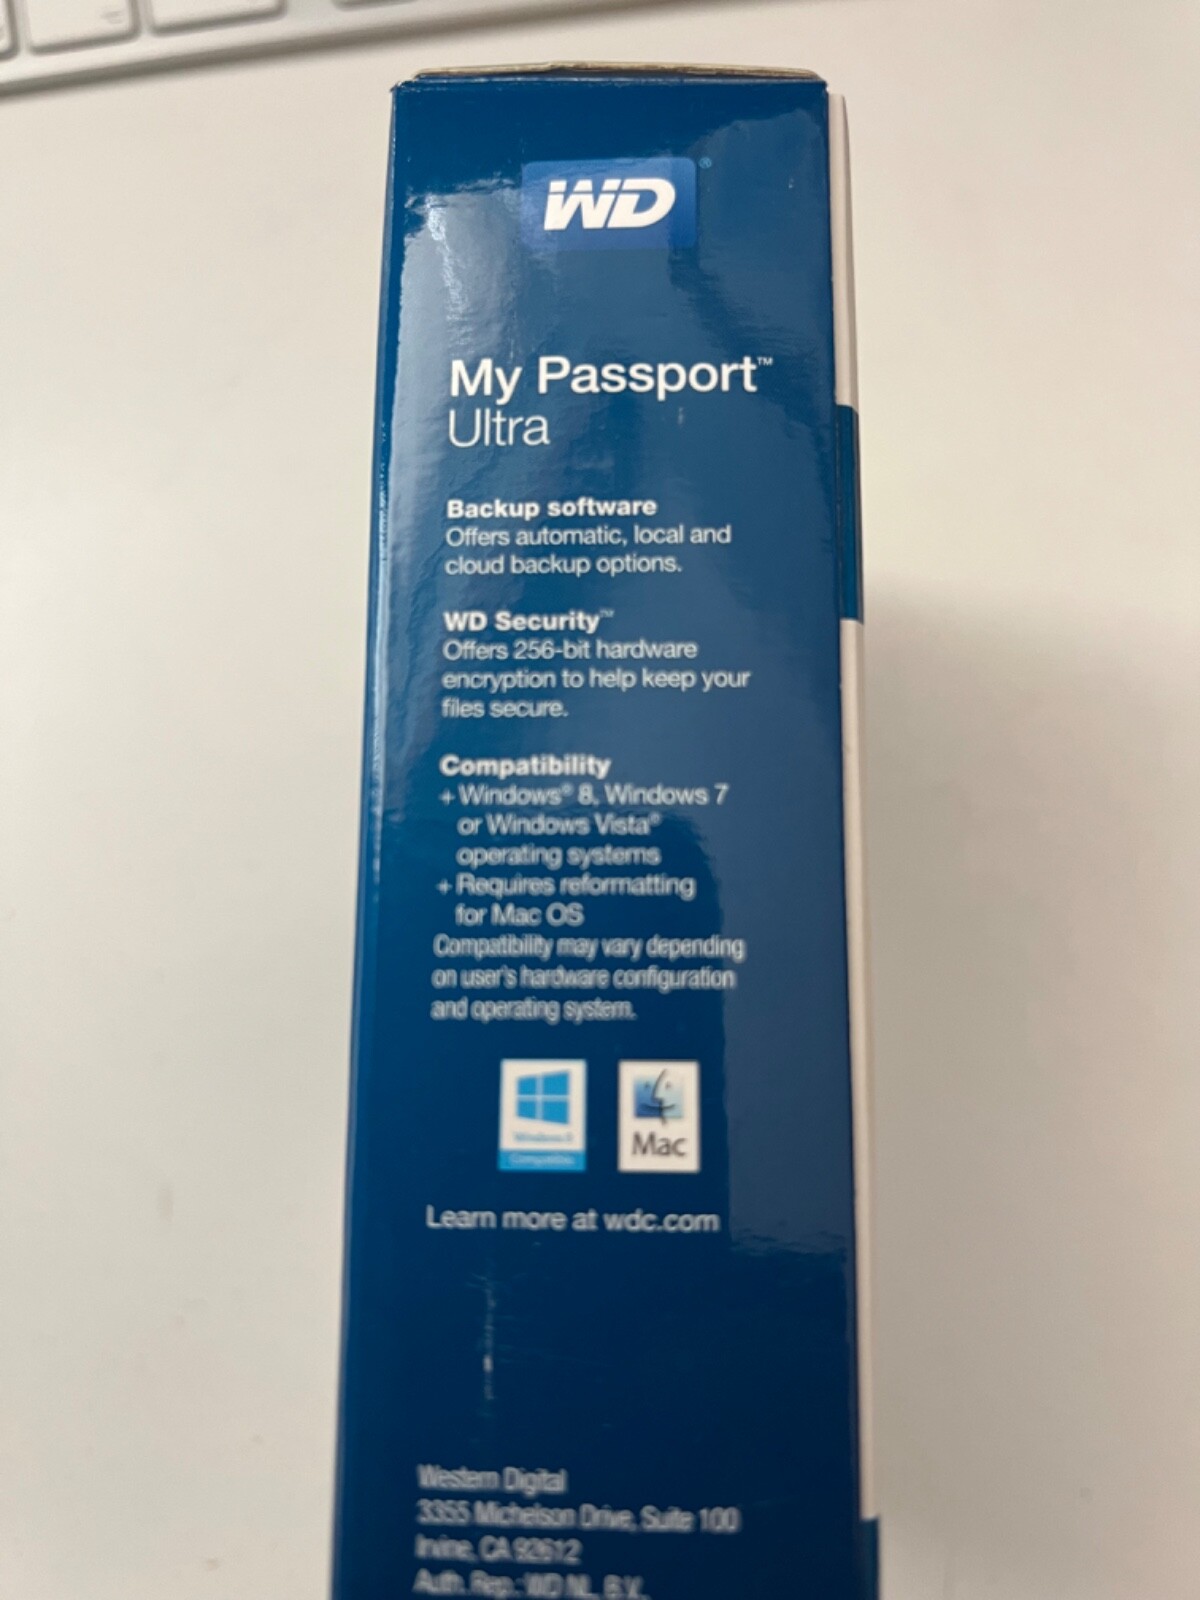 WD®
My Passport™
Ultra
Backup software
Offers automatic, local and
cloud backup options.
WD Security™
Offers 256-bit hardware
encryption to help keep your
files secure.
Compatibility
+ Windows® 8, Windows 7
or Windows Vista®
operating systems
+ Requires reformatting
for Mac OS
Compatibility may vary depending
on user's hardware configuration
and operating system.
Windows 8
Compatible
Mac
Learn more at wdc.com
Western Digital
3355 Michelson Drive, Suite 100
Irvine, CA 92612
Auth. Rep.: WD NL, B.V.